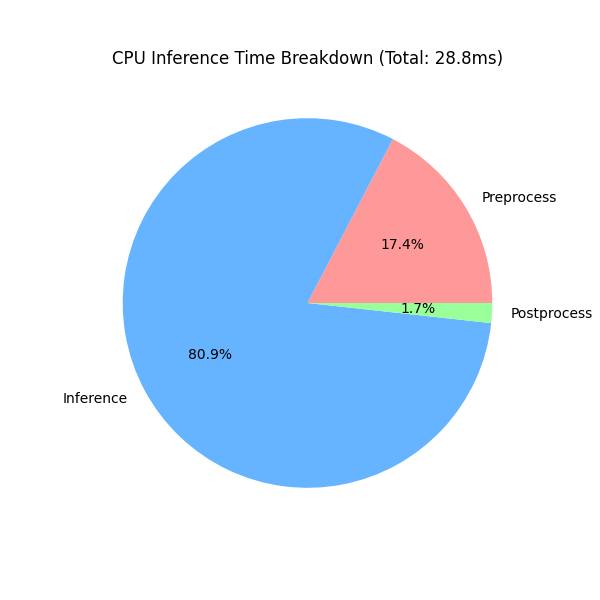 CPU Inference Time Breakdown (Total: 28.8ms)
Preprocess
17.4%
1.7%
Postprocess
80.9%
Inference